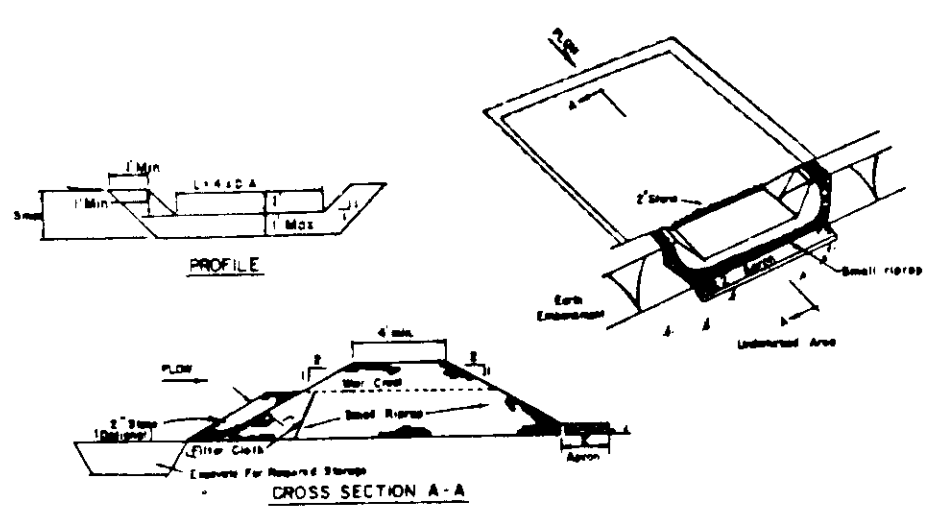 1' Min
L = 4 x D.A
1'
1' Min
1' Max
PROFILE
FLOW
A
2" Stone
Small riprap
Earth
Embankment
A
Undisturbed Area
4' min.
2
1
2
1
FLOW
Weir Crest
2" Stone
Small Riprap
Filter Cloth
Excavate For Required Storage
Apron
CROSS SECTION A-A